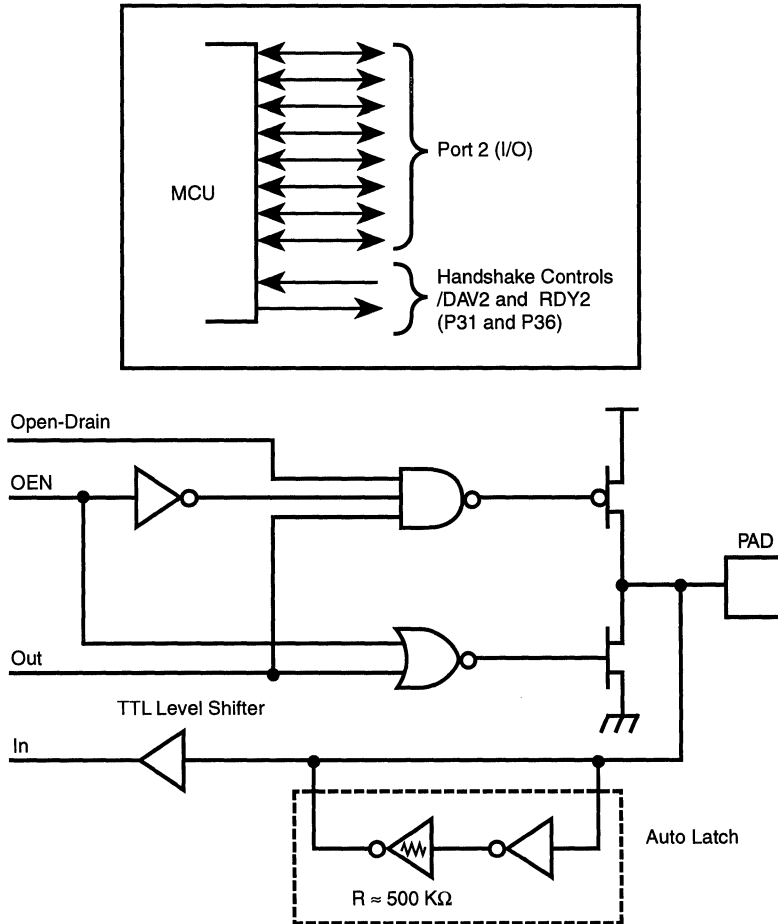 MCU
Port 2 (I/O)
Handshake Controls
/DAV2 and RDY2
(P31 and P36)
Open-Drain
OEN
PAD
Out
TTL Level Shifter
In
Auto Latch
R ≈ 500 KΩ